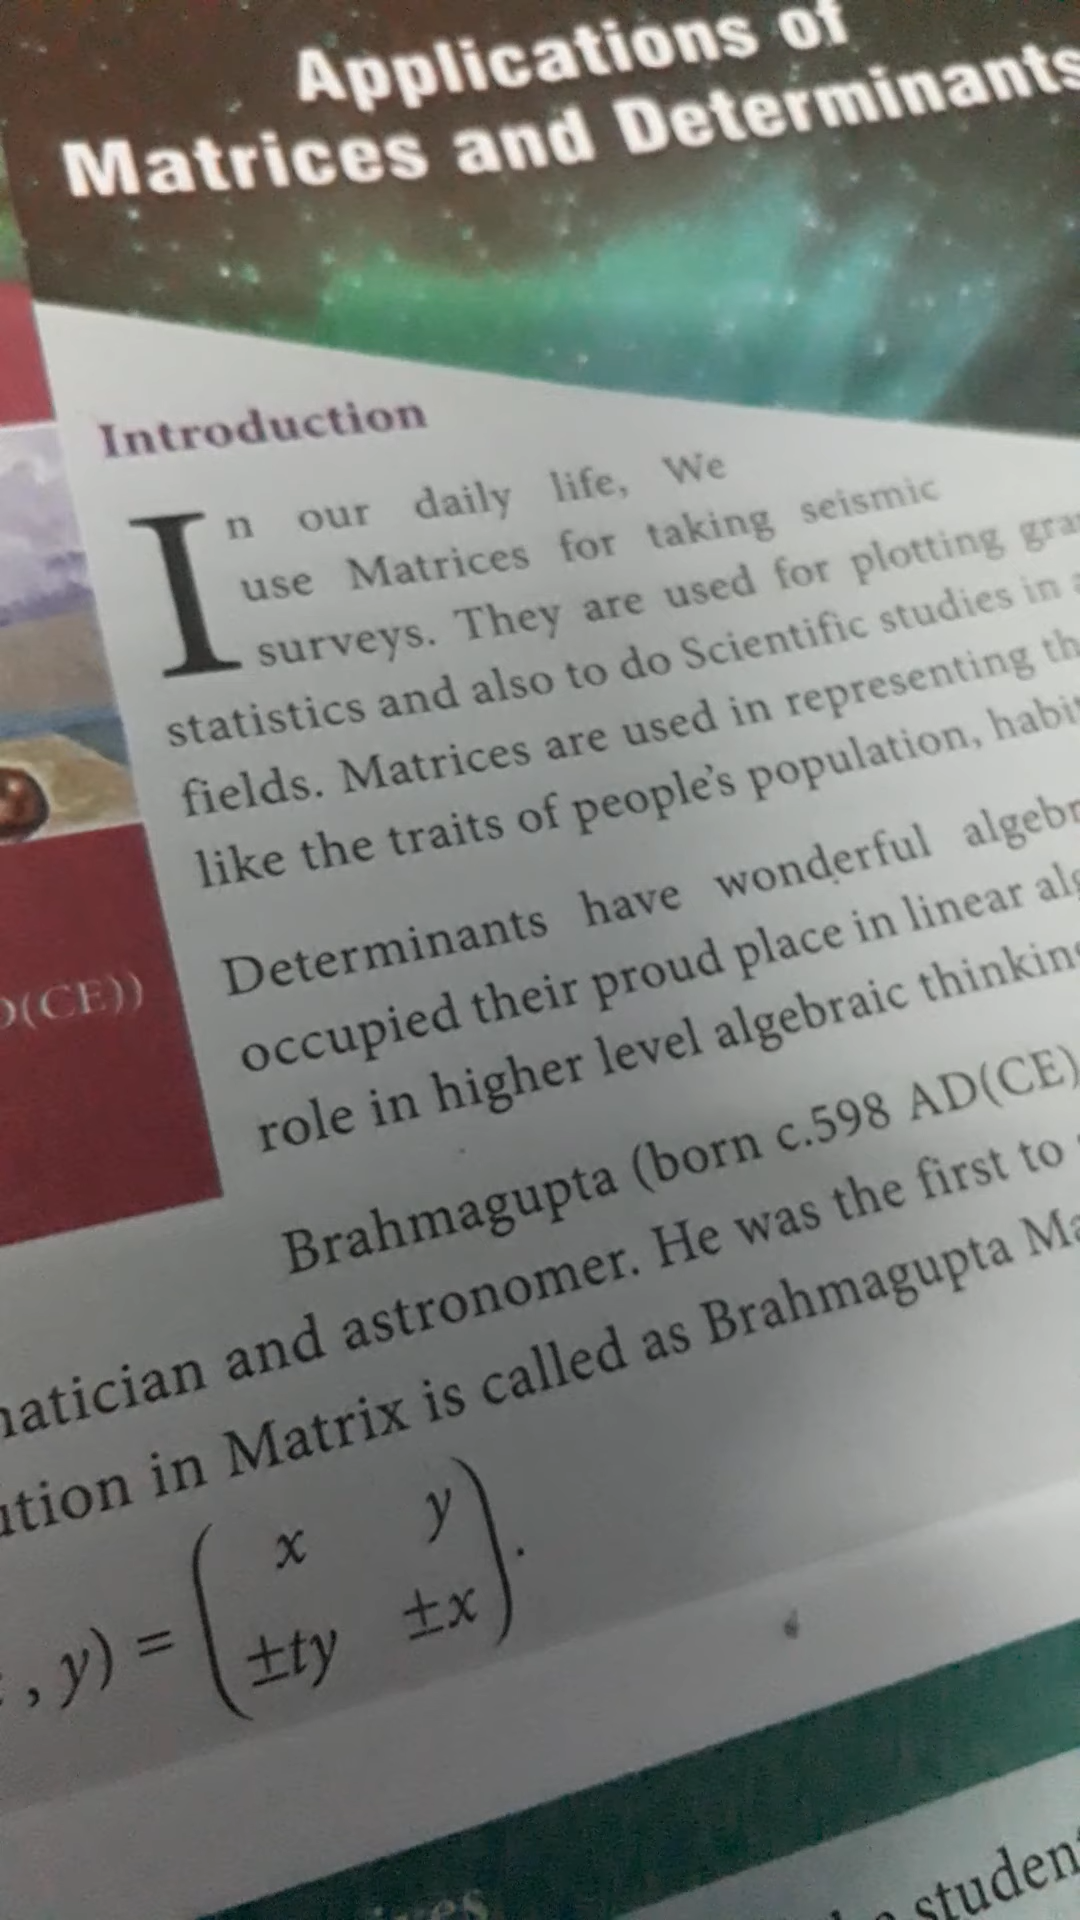 Applications of
Matrices and Determinants
Introduction
In our daily life, We
use Matrices for taking seismic
surveys. They are used for plotting
statistics and also to do Scientific studies in
fields. Matrices are used in representing
like the traits of people's population,
Determinants have wonderful
occupied their proud place in linear
role in higher level algebraic
D(CE))
Brahmagupta (born c.598 AD(CE)
and astronomer. He was the first to
in Matrix is called as Brahmagupta
, y) = ( x y
±ty ±x ).